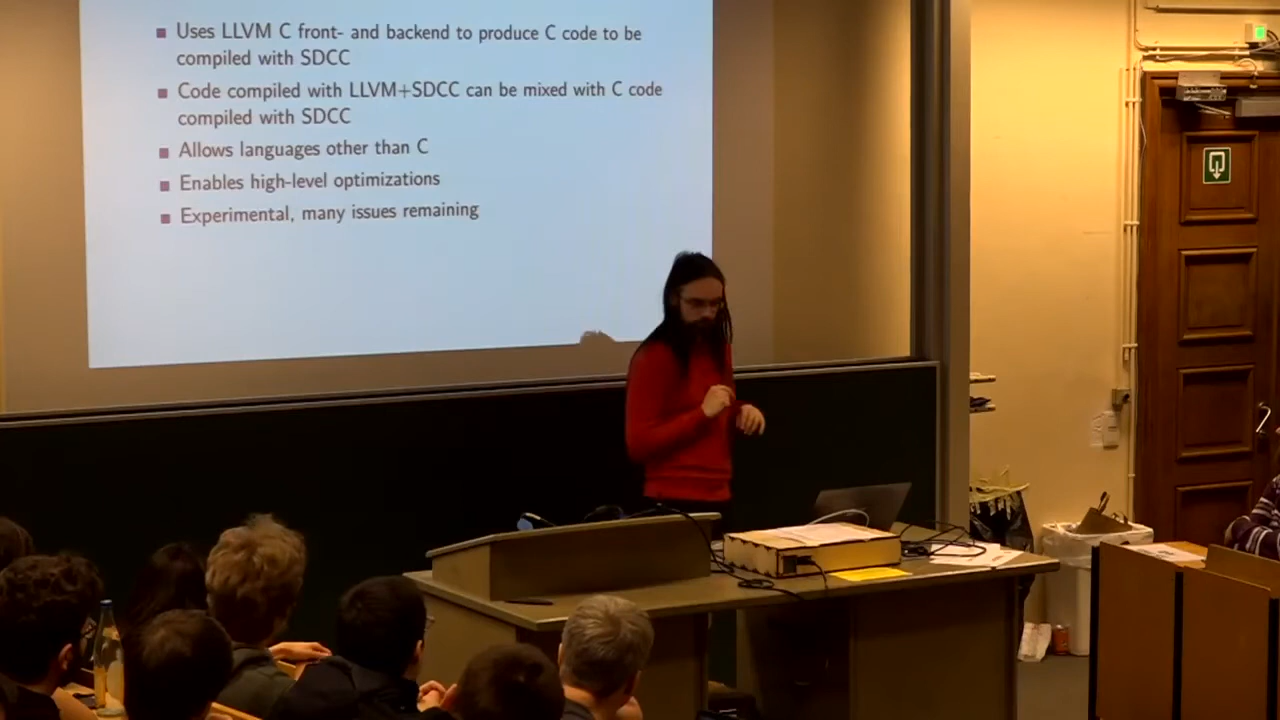 Uses LLVM C front- and backend to produce C code to be
compiled with SDCC
Code compiled with LLVM+SDCC can be mixed with C code
compiled with SDCC
Allows languages other than C
Enables high-level optimizations
Experimental, many issues remaining